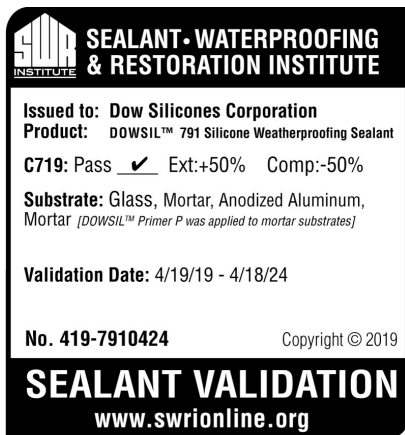 SWR
INSTITUTE
SEALANT • WATERPROOFING
& RESTORATION INSTITUTE
Issued to: Dow Silicones Corporation
Product: DOWSIL™ 791 Silicone Weatherproofing Sealant
C719: Pass ✔ Ext:+50% Comp:-50%
Substrate: Glass, Mortar, Anodized Aluminum,
Mortar [DOWSIL™ Primer P was applied to mortar substrates]
Validation Date: 4/19/19 - 4/18/24
No. 419-7910424 Copyright © 2019
SEALANT VALIDATION
www.swrionline.org